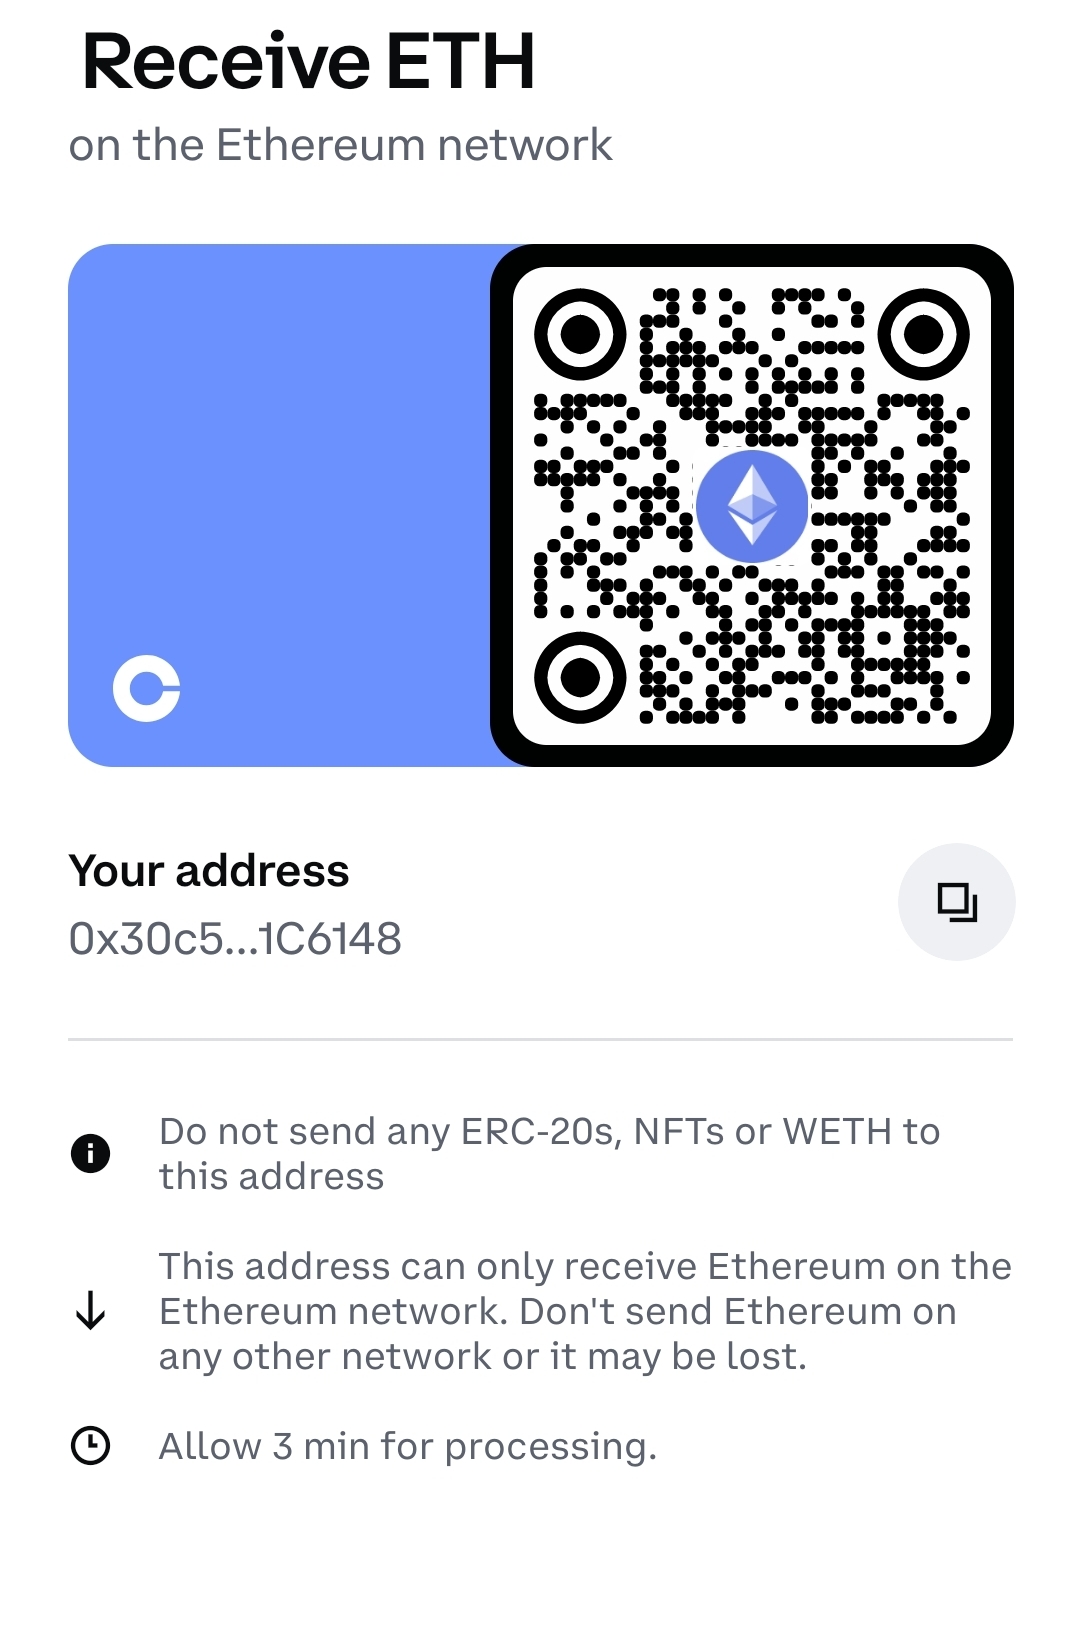 Receive ETH
on the Ethereum network
Your address
0x30c5...1C6148
Do not send any ERC-20s, NFTs or WETH to
this address
This address can only receive Ethereum on the
Ethereum network. Don't send Ethereum on
any other network or it may be lost.
Allow 3 min for processing.